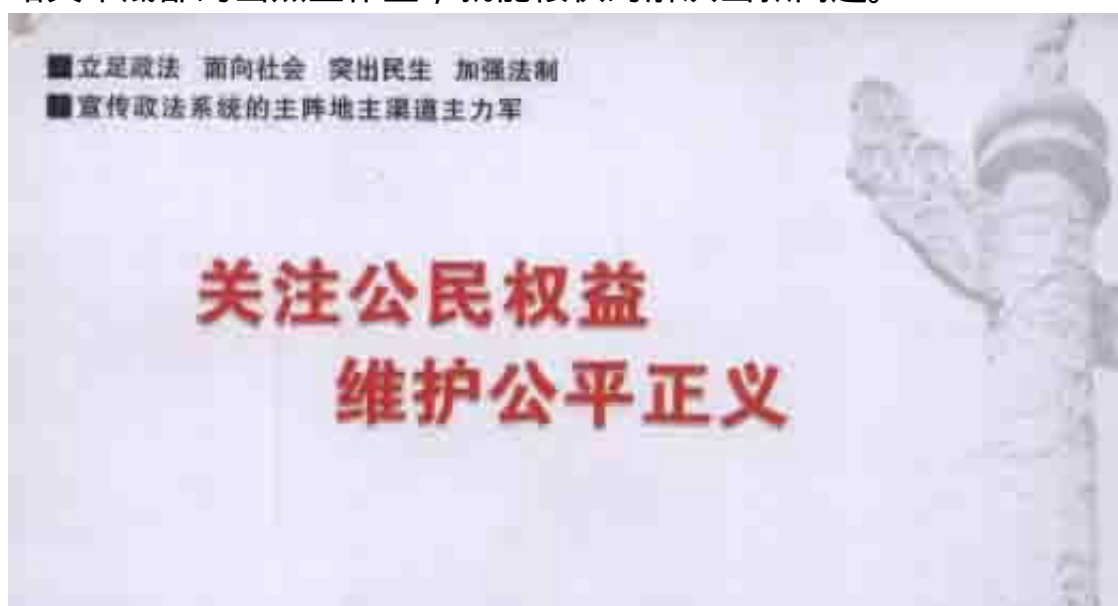 ■立足政法 面向社会 突出民生 加强法制
■宣传政法系统的主阵地主渠道主力军
关注公民权益
维护公平正义